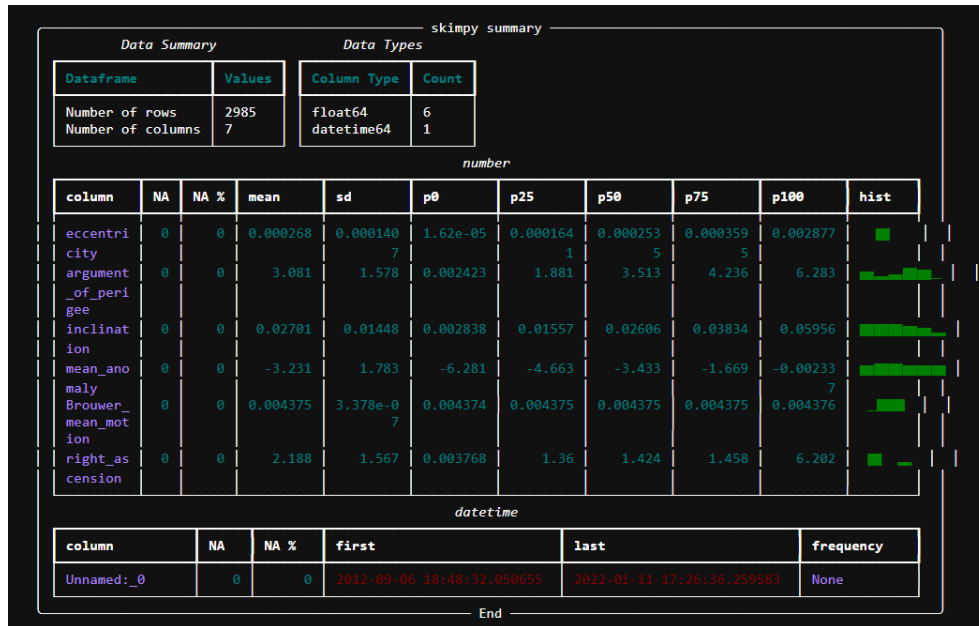 skimpy summary
Data Summary Data Types
Dataframe Values Column Type Count
Number of rows 2985 float64 6
Number of columns 7 datetime64 1
number
column NA NA % mean sd p0 p25 p50 p75 p100 hist
eccentri 0 0 0.000268 0.000140 1.62e-05 0.000164 0.000253 0.000359 0.002877
city 7 1 5 5
argument 0 0 3.081 1.578 0.002423 1.881 3.513 4.236 6.283
_of_peri
gee
inclinat 0 0 0.02701 0.01448 0.002838 0.01557 0.02606 0.03834 0.05956
ion
mean_ano 0 0 -3.231 1.783 -6.281 -4.663 -3.433 -1.669 -0.00233
maly 7
Brouwer_ 0 0 0.004375 3.378e-0 0.004374 0.004375 0.004375 0.004375 0.004376
mean_mot 7
ion
right_as 0 0 2.188 1.567 0.003768 1.36 1.424 1.458 6.202
cension
datetime
column NA NA % first last frequency
Unnamed:_0 0 0 2012-09-06 18:48:32.050655 2022-01-11 17:26:36.259583 None
End